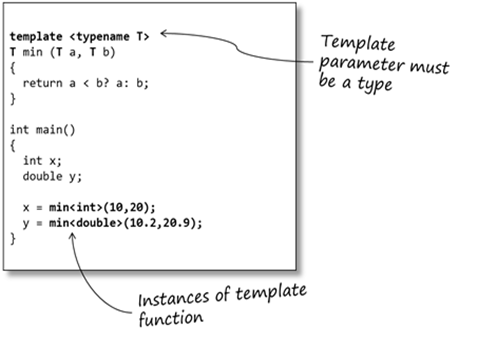 template <typename T>
T min (T a, T b)
{
return a < b? a: b;
}
int main()
{
int x;
double y;
x = min<int>(10,20);
y = min<double>(10.2,20.9);
}
Template
parameter must
be a type
Instances of template
function